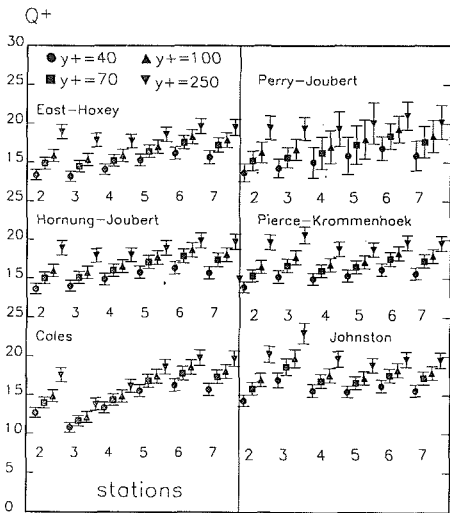 Q+
30
y+=40 y+=100
y+=70 y+=250
Perry-Joubert
25
East-Hoxey
20
15
2 3 4 5 6 7
2 3 4 5 6 7
25
Hornung-Joubert
Pierce-Krommenhoek
20
15
2 3 4 5 6 7
2 3 4 5 6 7
25
Coles
Johnston
20
15
10
2 3 4 5 6 7
2 3 4 5 6 7
5
stations
0